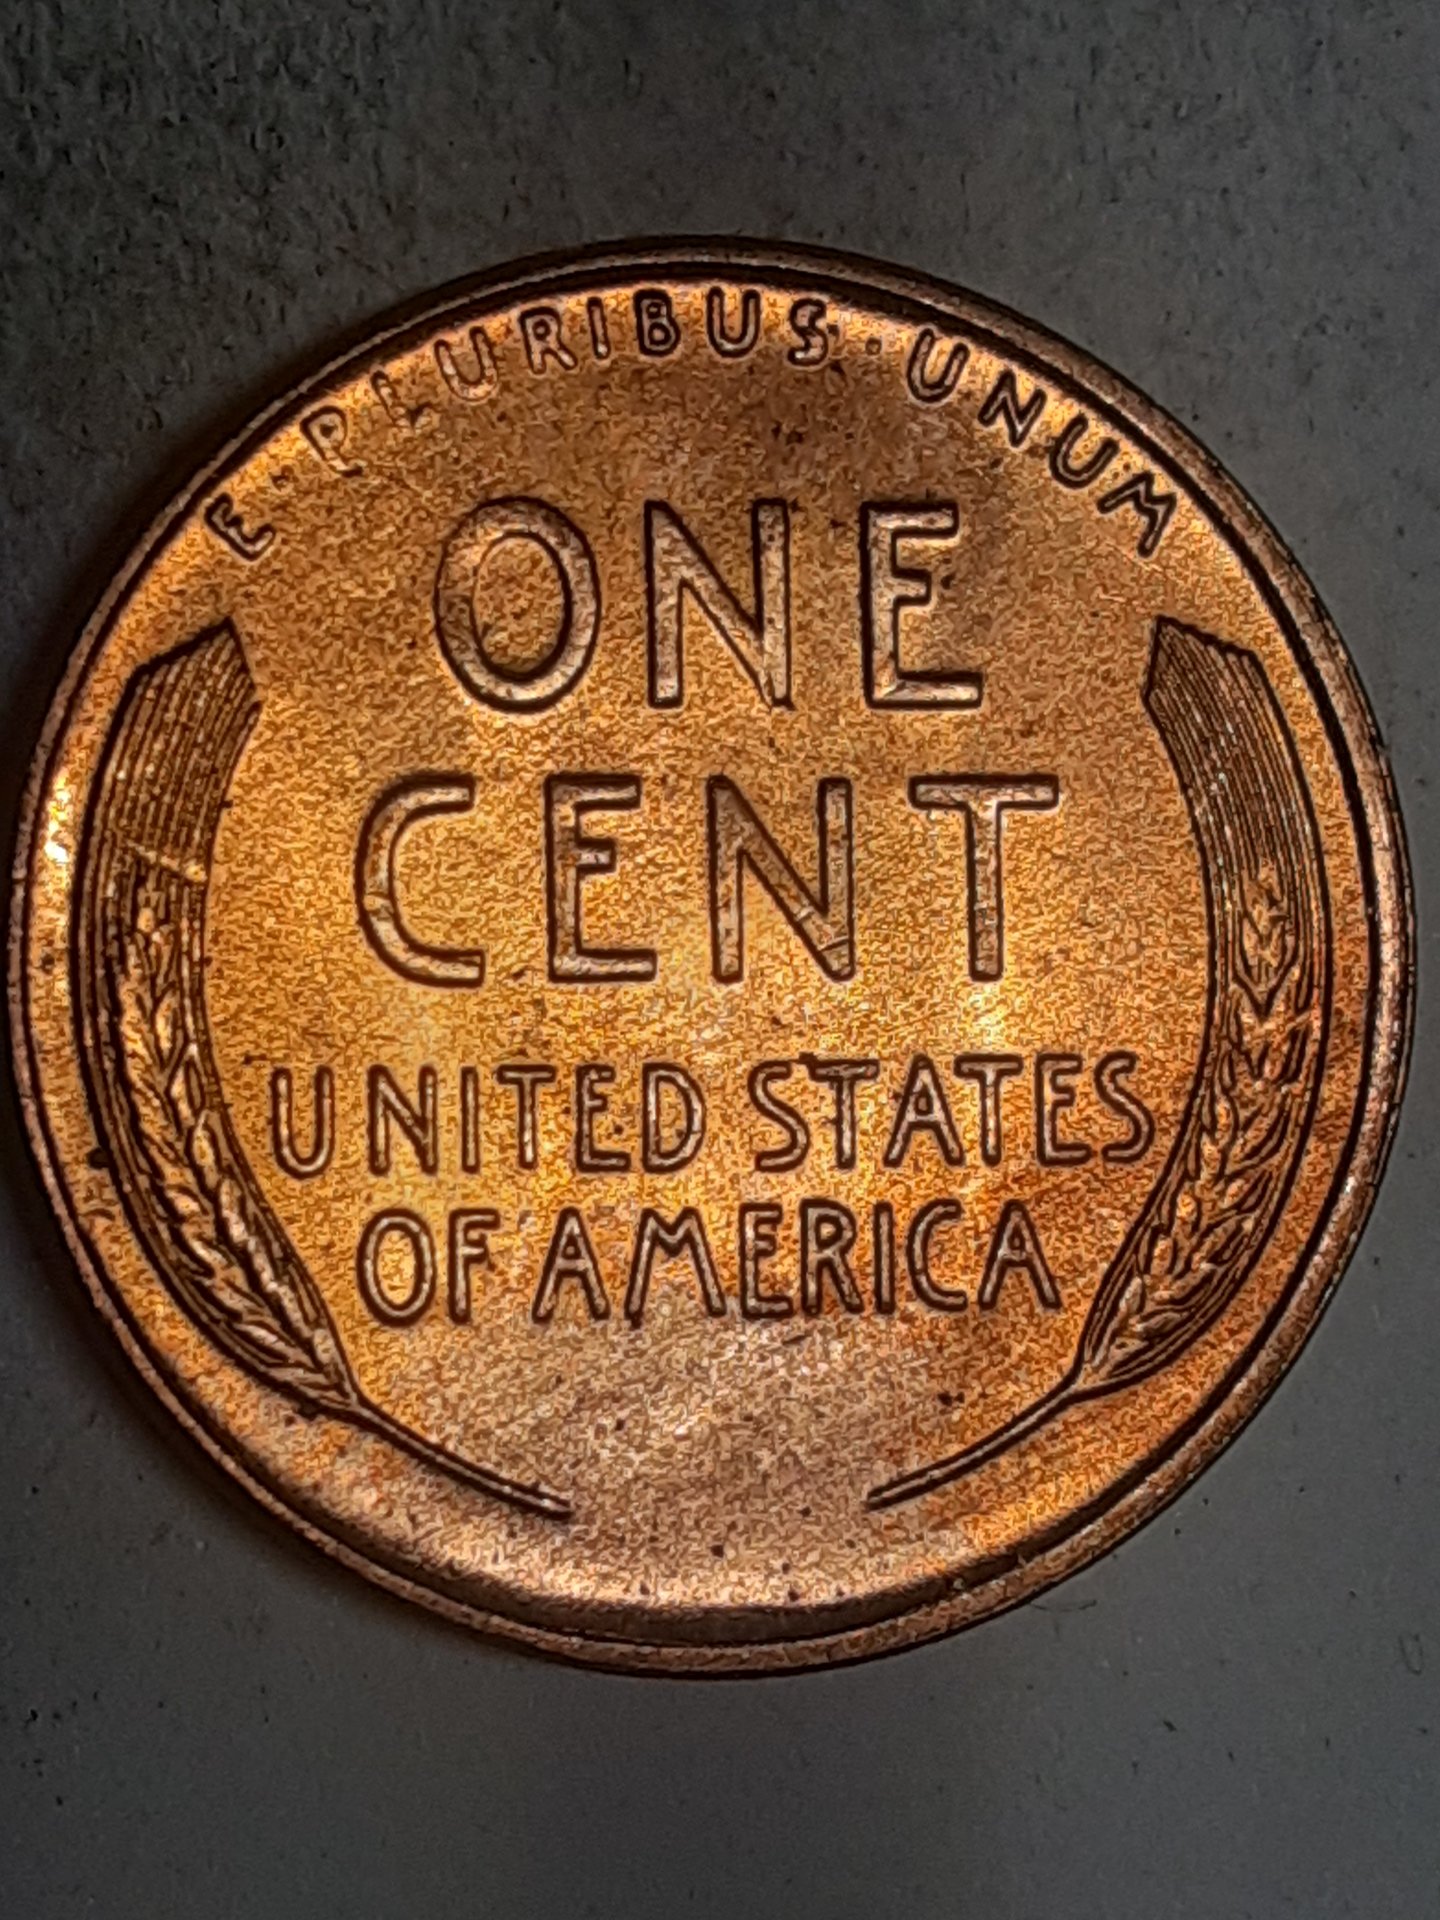 E · PLURIBUS · UNUM
ONE
CENT
UNITED STATES
OF AMERICA